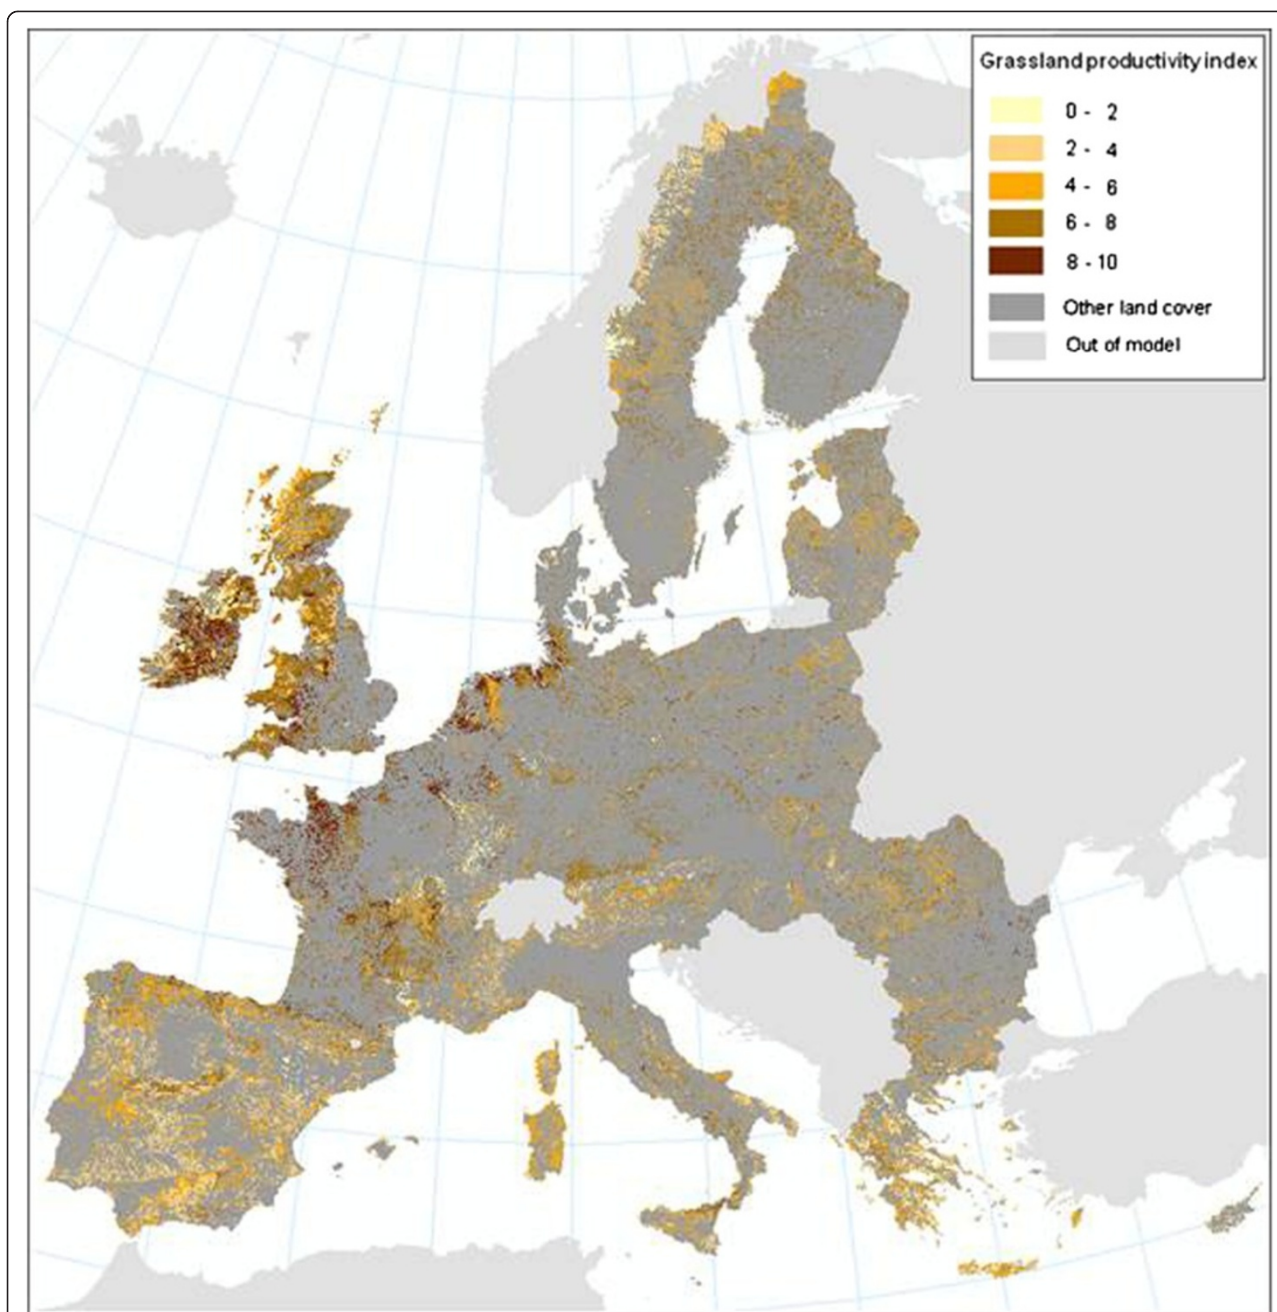 Grassland productivity index
0 - 2
2 - 4
4 - 6
6 - 8
8 - 10
Other land cover
Out of model